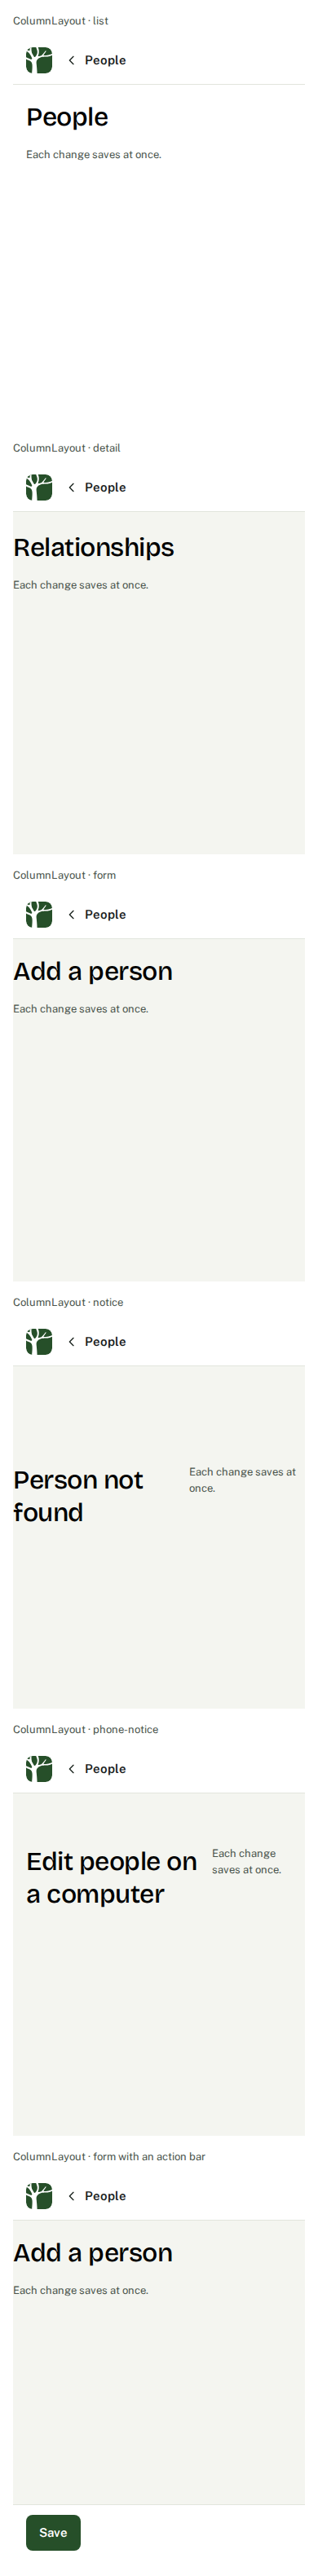 ColumnLayout · list
People
People
Each change saves at once.
ColumnLayout · detail
People
Relationships
Each change saves at once.
ColumnLayout · form
People
Add a person
Each change saves at once.
ColumnLayout · notice
People
Person not
found
Each change saves at
once.
ColumnLayout · phone-notice
People
Edit people on
a computer
Each change
saves at once.
ColumnLayout · form with an action bar
People
Add a person
Each change saves at once.
Save